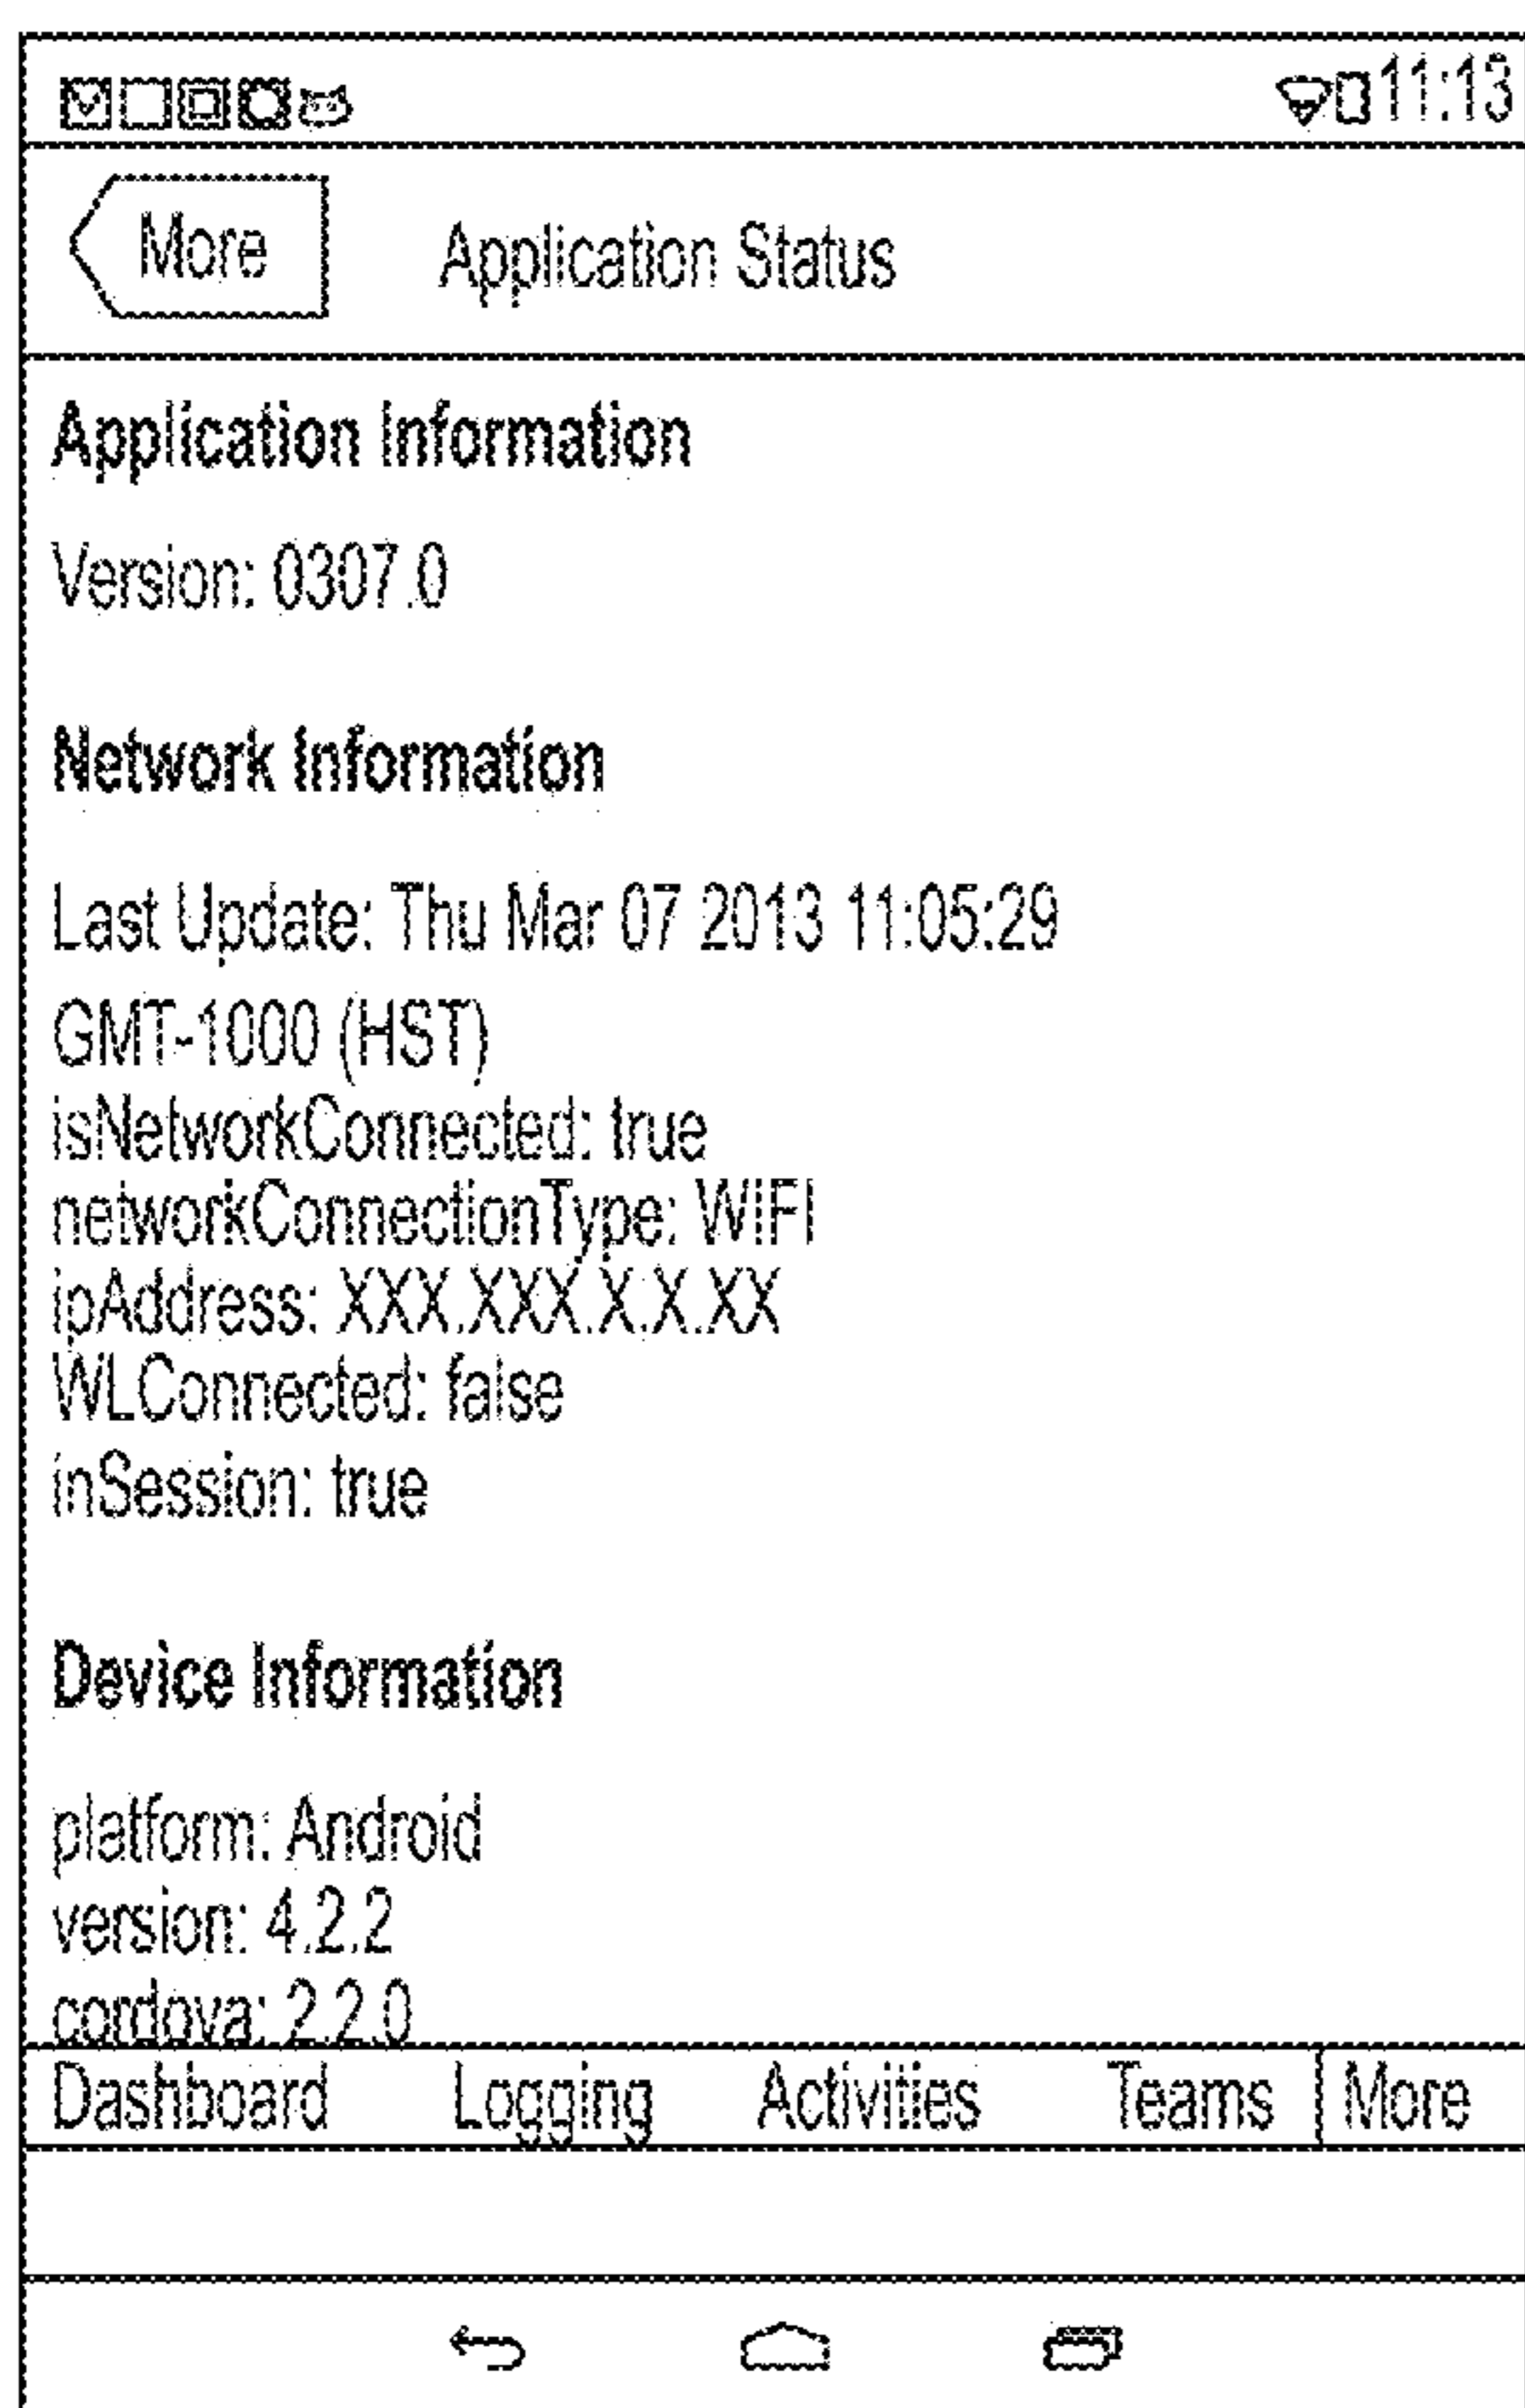 11:13
More
Application Status
Application Information
Version: 0307.0
Network Information
Last Update: Thu Mar 07 2013 11:05:29
GMT-1000 (HST)
isNetworkConnected: true
networkConnectionType: WIFI
ipAddress: XXX.XXX.X.X.XX
WLConnected: false
inSession: true
Device Information
platform: Android
version: 4.2.2
cordova: 2.2.0
Dashboard Logging Activities Teams More